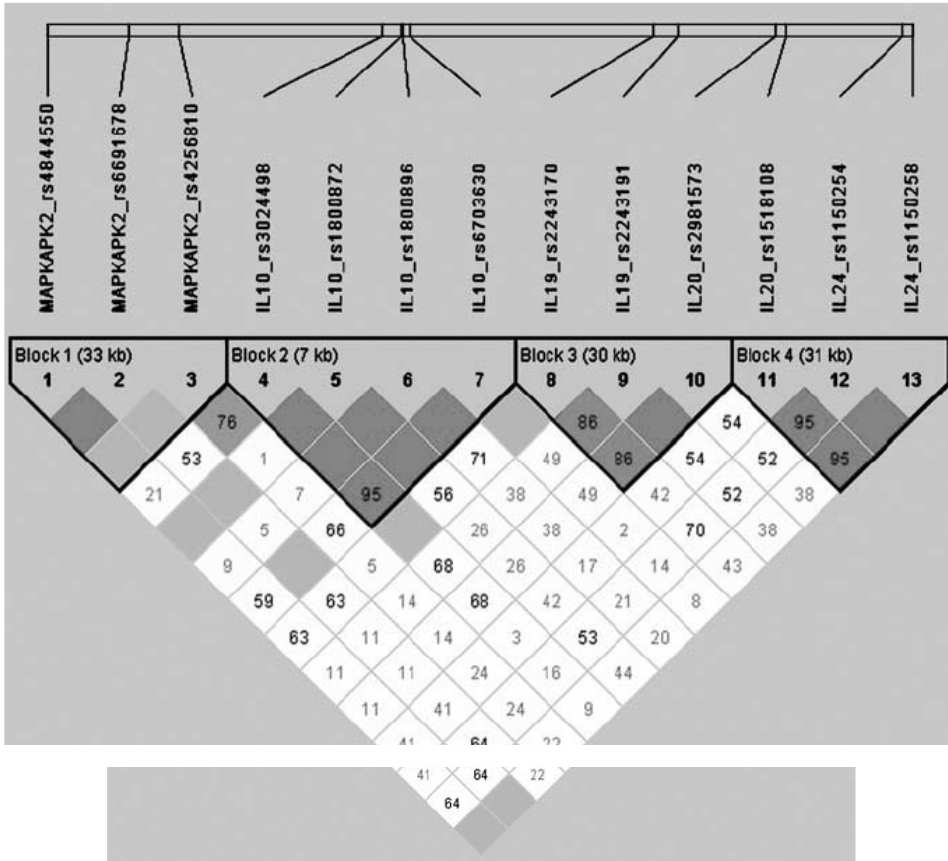 MAPKAPK2_rs4844550
MAPKAPK2_rs6691678
MAPKAPK2_rs4256810
IL10_rs3024498
IL10_rs1800872
IL10_rs1800896
IL10_rs6703630
IL19_rs2243170
IL19_rs2243191
IL20_rs2981573
IL20_rs1518108
IL24_rs1150254
IL24_rs1150258
Block 1 (33 kb) Block 2 (7 kb) Block 3 (30 kb) Block 4 (31 kb)
1 2 3 4 5 6 7 8 9 10 11 12 13
76 86 54 95
53 1 71 49 86 54 52 95
21 7 95 56 38 49 42 52 38
5 66 26 38 2 70 38
9 5 68 26 17 14 43
59 63 14 68 42 21 8
63 11 14 3 53 20
11 11 24 16 44
11 41 24 9
41 64 22
41 64 22
64